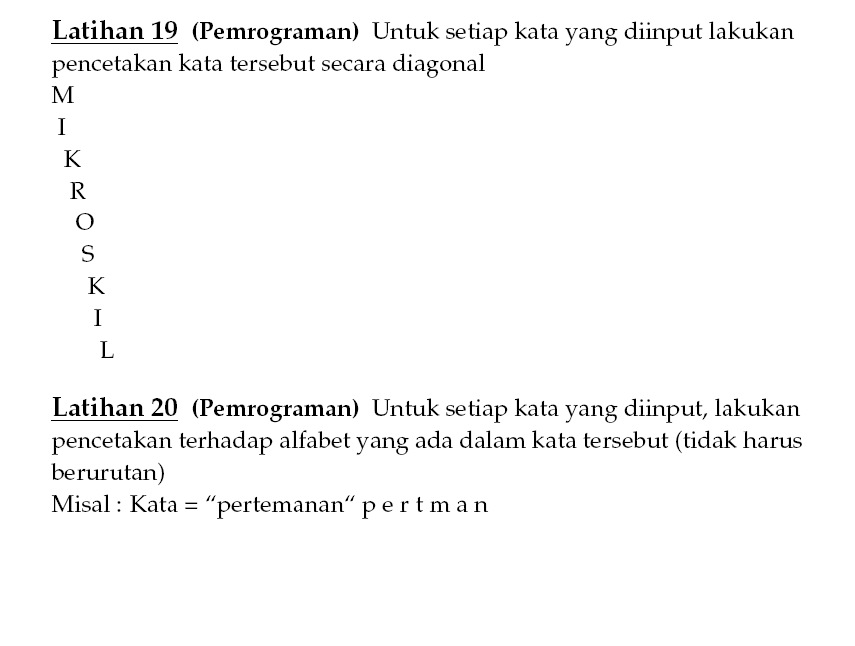 Latihan 19 (Pemrograman) Untuk setiap kata yang diinput lakukan
pencetakan kata tersebut secara diagonal
M
I
K
R
O
S
K
I
L
Latihan 20 (Pemrograman) Untuk setiap kata yang diinput, lakukan
pencetakan terhadap alfabet yang ada dalam kata tersebut (tidak harus
berurutan)
Misal : Kata = “pertemanan“ p e r t m a n